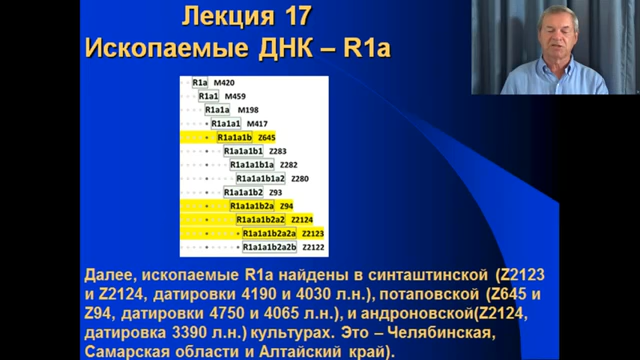 Лекция 17
Ископаемые ДНК – R1a
R1a M420
R1a1 M459
R1a1a M198
R1a1a1 M417
R1a1a1b Z645
R1a1a1b1 Z283
R1a1a1b1a Z282
R1a1a1b1a2 Z280
R1a1a1b2 Z93
R1a1a1b2a Z94
R1a1a1b2a2 Z2124
R1a1a1b2a2a Z2123
R1a1a1b2a2b Z2122
Далее, ископаемые R1a найдены в синташтинской (Z2123
и Z2124, датировки 4190 и 4030 л.н.), потаповской (Z645 и
Z94, датировки 4750 и 4065 л.н.), и андроновской(Z2124,
датировка 3390 л.н.) культурах. Это – Челябинская,
Самарская области и Алтайский край).